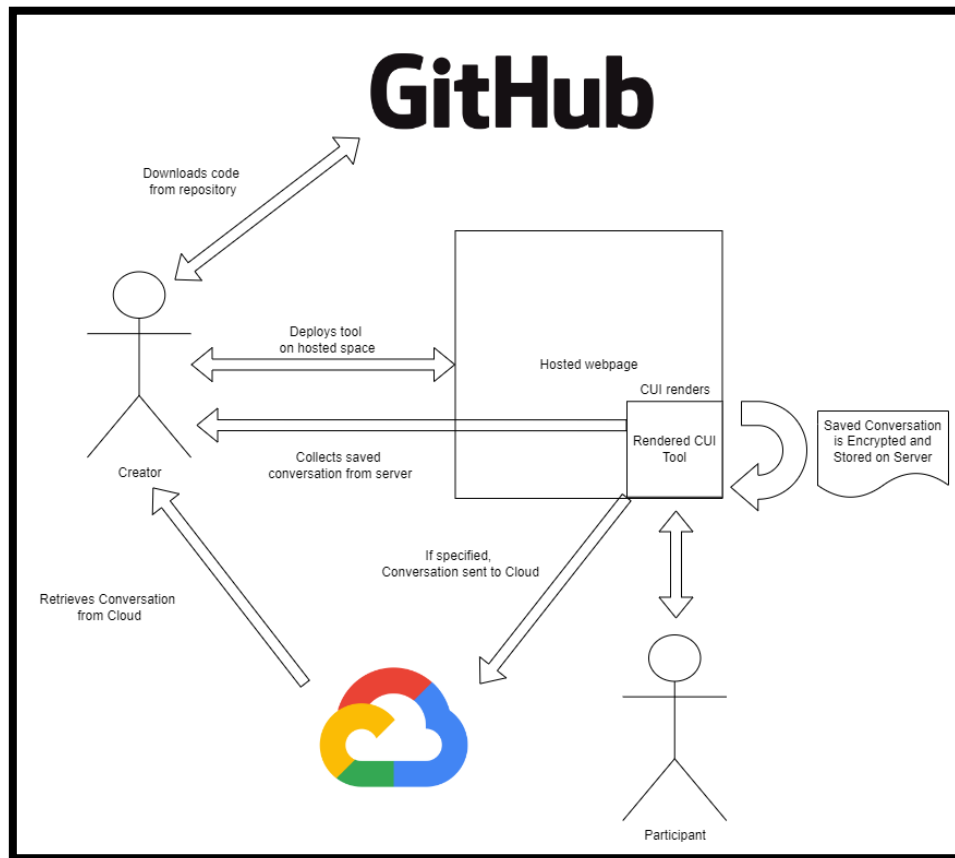 GitHub
Downloads code
from repository
Deploys tool
on hosted space
Hosted webpage
CUI renders
Rendered CUI
Tool
Saved Conversation
is Encrypted and
Stored on Server
Collects saved
conversation from server
Creator
If specified,
Conversation sent to Cloud
Retrieves Conversation
from Cloud
Participant